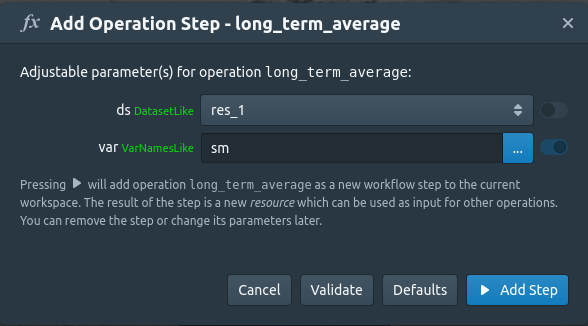 fx Add Operation Step - long_term_average ×
Adjustable parameter(s) for operation long_term_average:
ds DatasetLike res_1
var VarNamesLike sm ...
Pressing ▶ will add operation long_term_average as a new workflow step to the current
workspace. The result of the step is a new resource which can be used as input for other operations.
You can remove the step or change its parameters later.
Cancel Validate Defaults ▶ Add Step